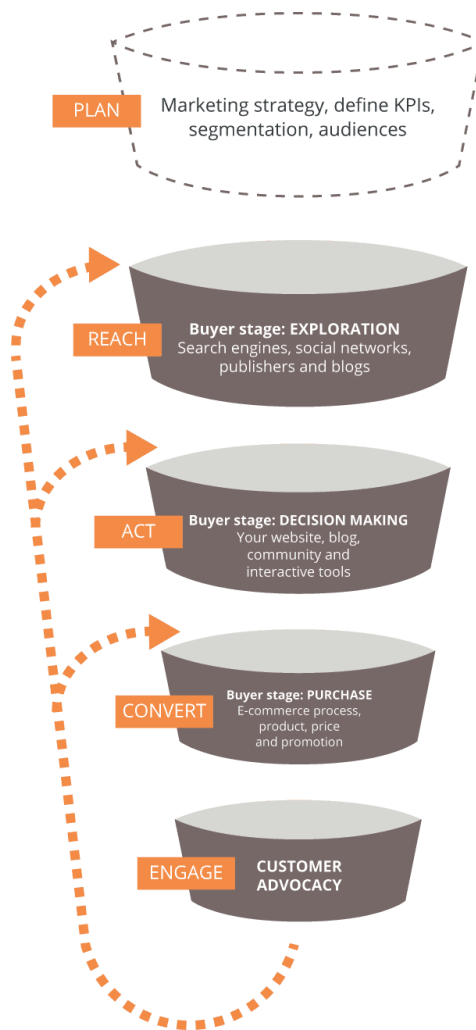 PLAN
Marketing strategy, define KPIs,
segmentation, audiences
REACH
Buyer stage: EXPLORATION
Search engines, social networks,
publishers and blogs
ACT
Buyer stage: DECISION MAKING
Your website, blog,
community and
interactive tools
CONVERT
Buyer stage: PURCHASE
E-commerce process,
product, price
and promotion
ENGAGE
CUSTOMER
ADVOCACY